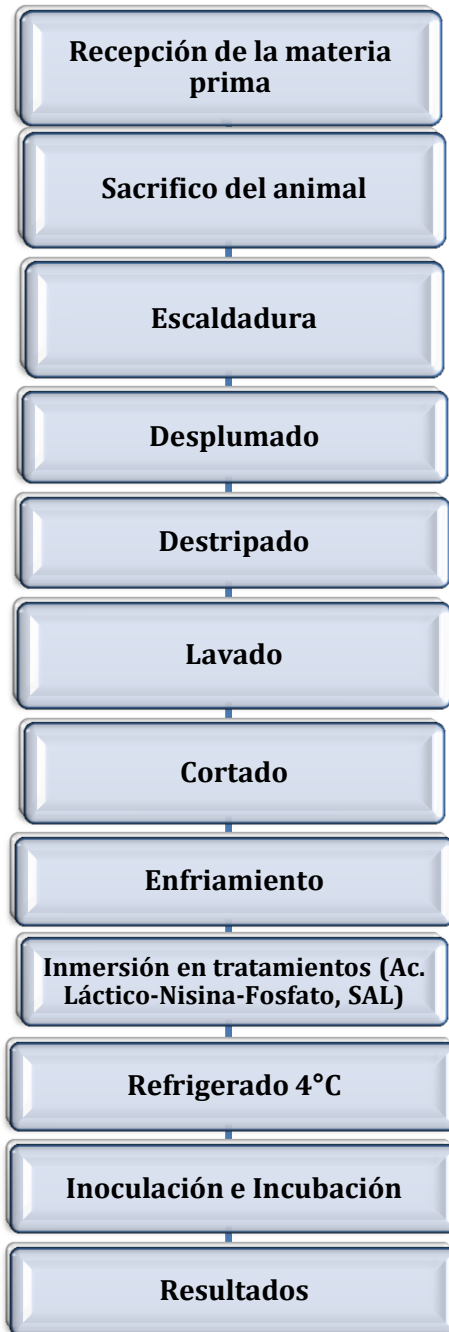 Recepción de la materia
prima
Sacrifico del animal
Escaldadura
Desplumado
Destripado
Lavado
Cortado
Enfriamiento
Inmersión en tratamientos (Ac.
Láctico-Nisina-Fosfato, SAL)
Refrigerado 4°C
Inoculación e Incubación
Resultados